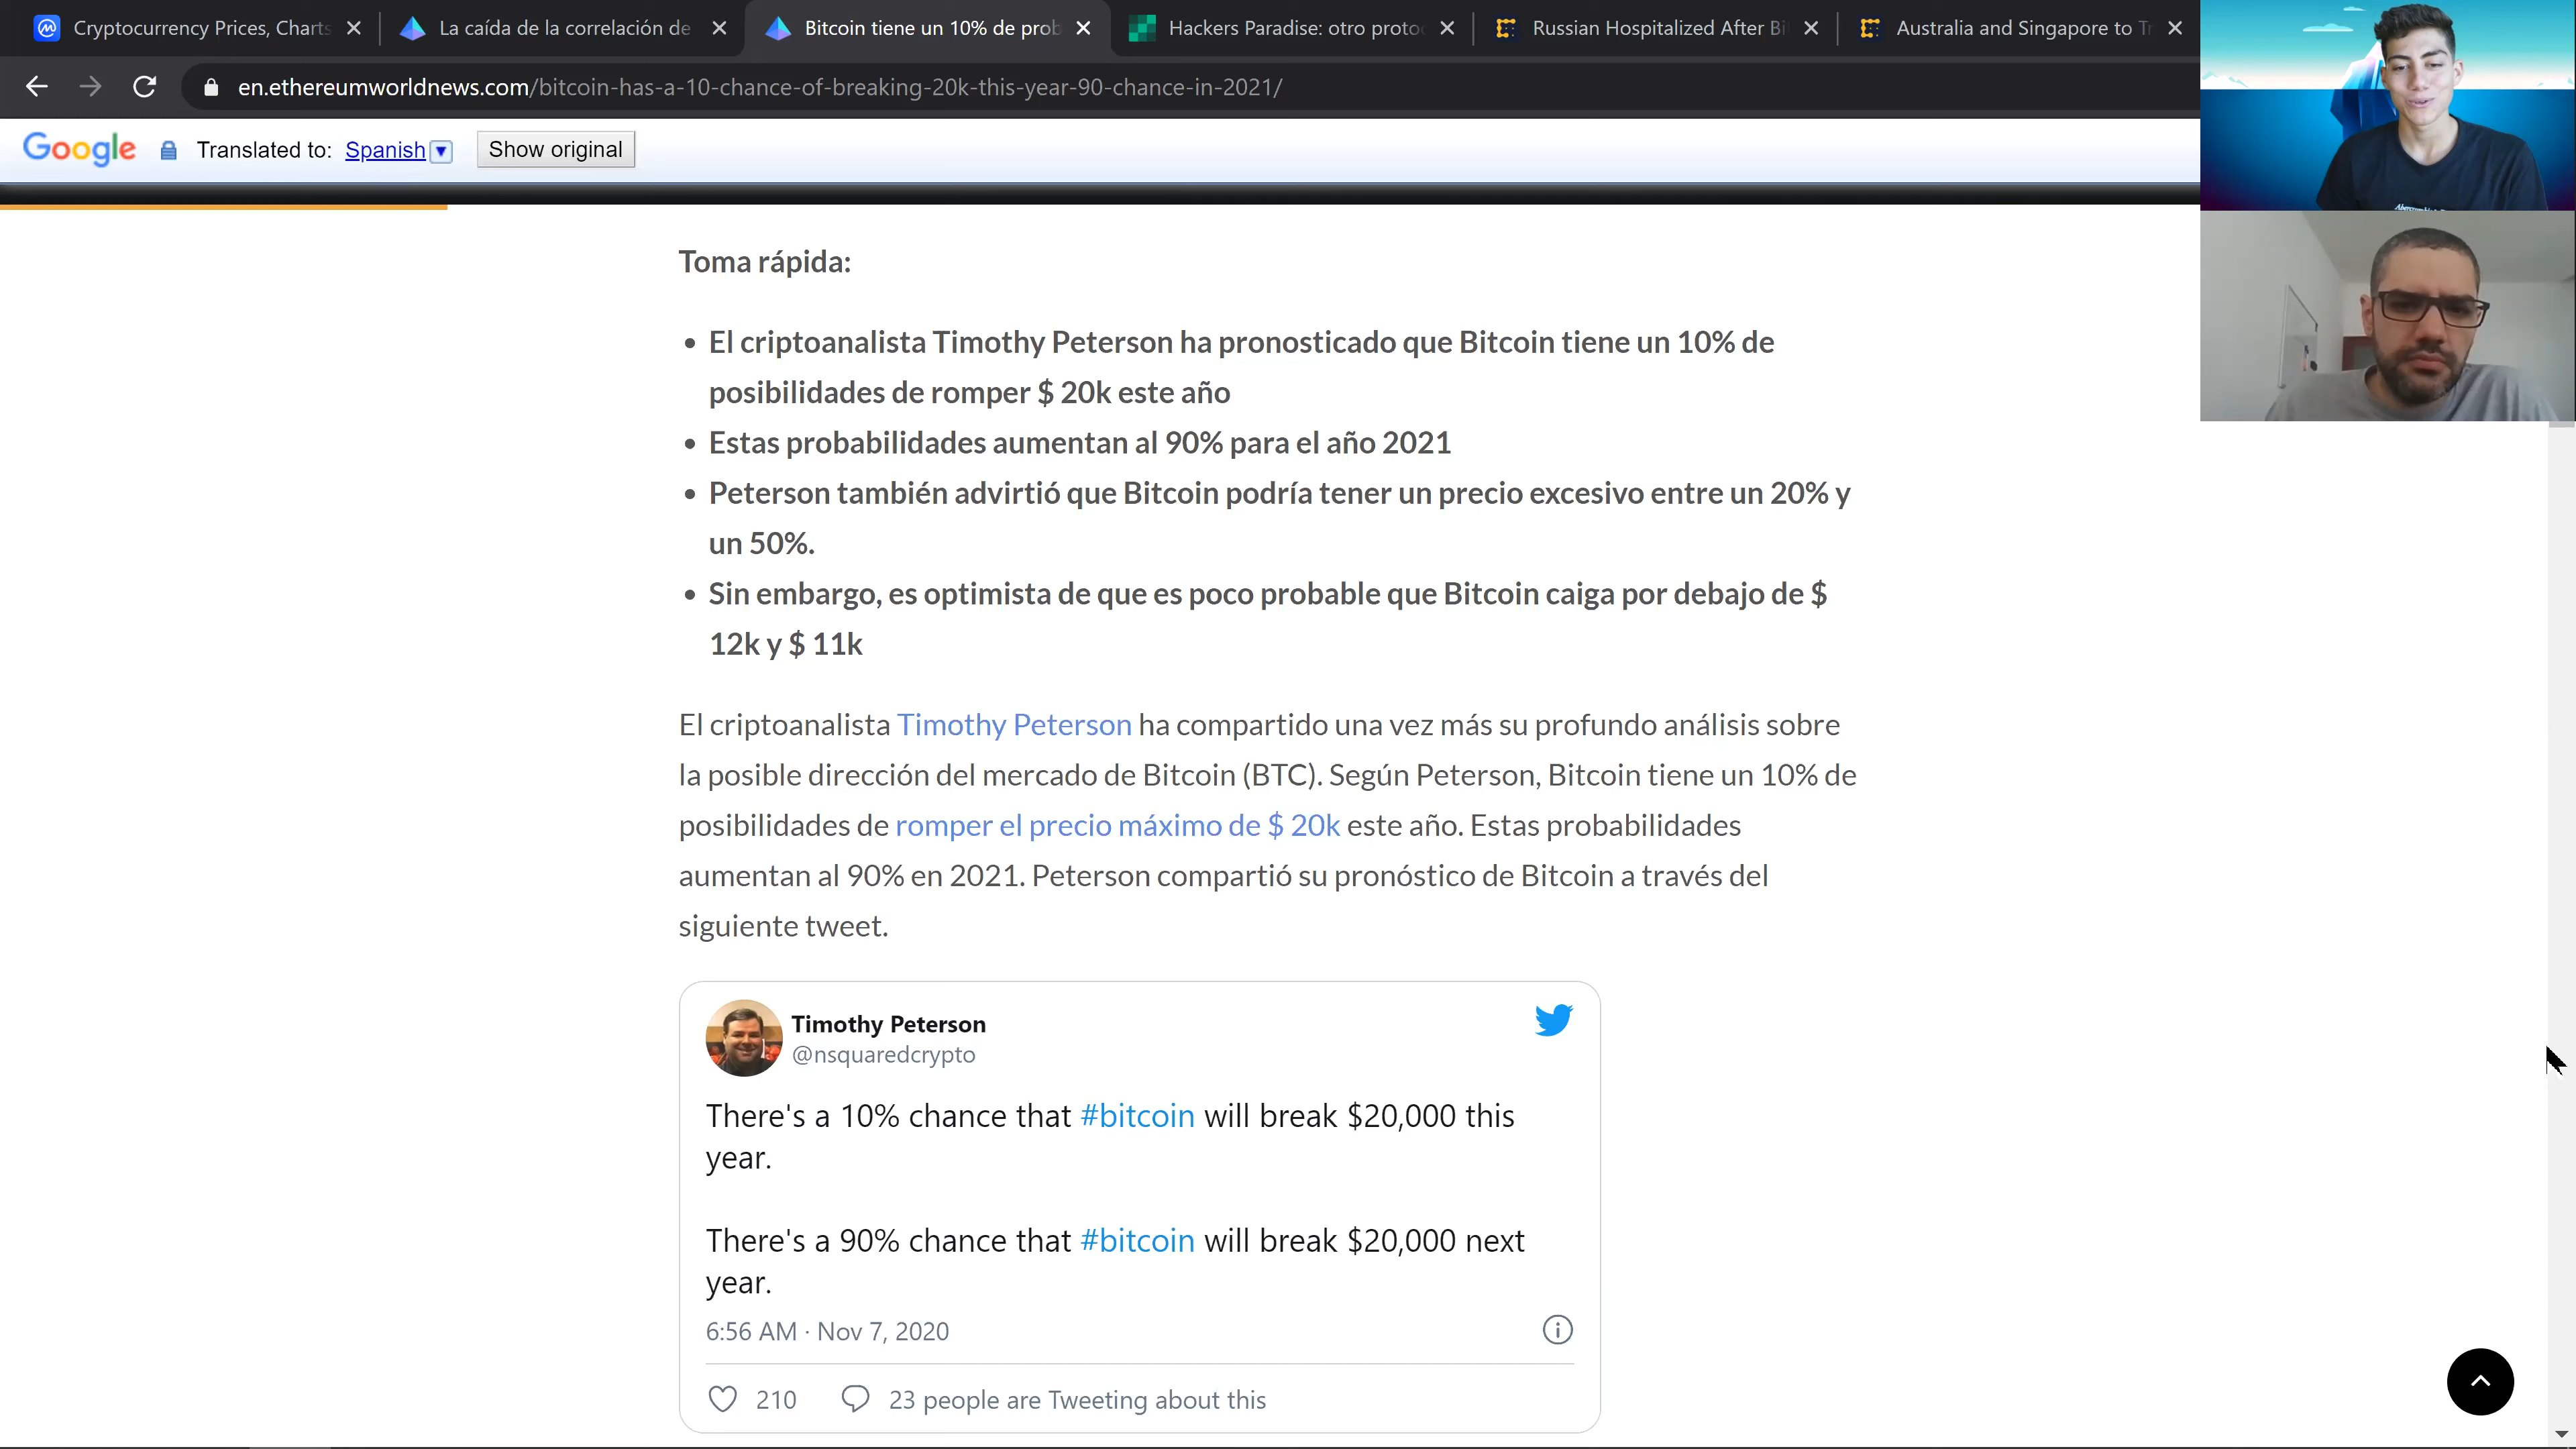 Cryptocurrency Prices, Charts
La caída de la correlación de
Bitcoin tiene un 10% de prob
Hackers Paradise: otro protoc
Russian Hospitalized After Bi
Australia and Singapore to Tr
en.ethereumworldnews.com/bitcoin-has-a-10-chance-of-breaking-20k-this-year-90-chance-in-2021/
Google Translated to: Spanish Show original
Toma rápida:
El criptoanalista Timothy Peterson ha pronosticado que Bitcoin tiene un 10% de
posibilidades de romper $ 20k este año
Estas probabilidades aumentan al 90% para el año 2021
Peterson también advirtió que Bitcoin podría tener un precio excesivo entre un 20% y
un 50%.
Sin embargo, es optimista de que es poco probable que Bitcoin caiga por debajo de $
12k y $ 11k
El criptoanalista Timothy Peterson ha compartido una vez más su profundo análisis sobre
la posible dirección del mercado de Bitcoin (BTC). Según Peterson, Bitcoin tiene un 10% de
posibilidades de romper el precio máximo de $ 20k este año. Estas probabilidades
aumentan al 90% en 2021. Peterson compartió su pronóstico de Bitcoin a través del
siguiente tweet.
Timothy Peterson
@nsquaredcrypto
There's a 10% chance that #bitcoin will break $20,000 this
year.
There's a 90% chance that #bitcoin will break $20,000 next
year.
6:56 AM · Nov 7, 2020
210 23 people are Tweeting about this